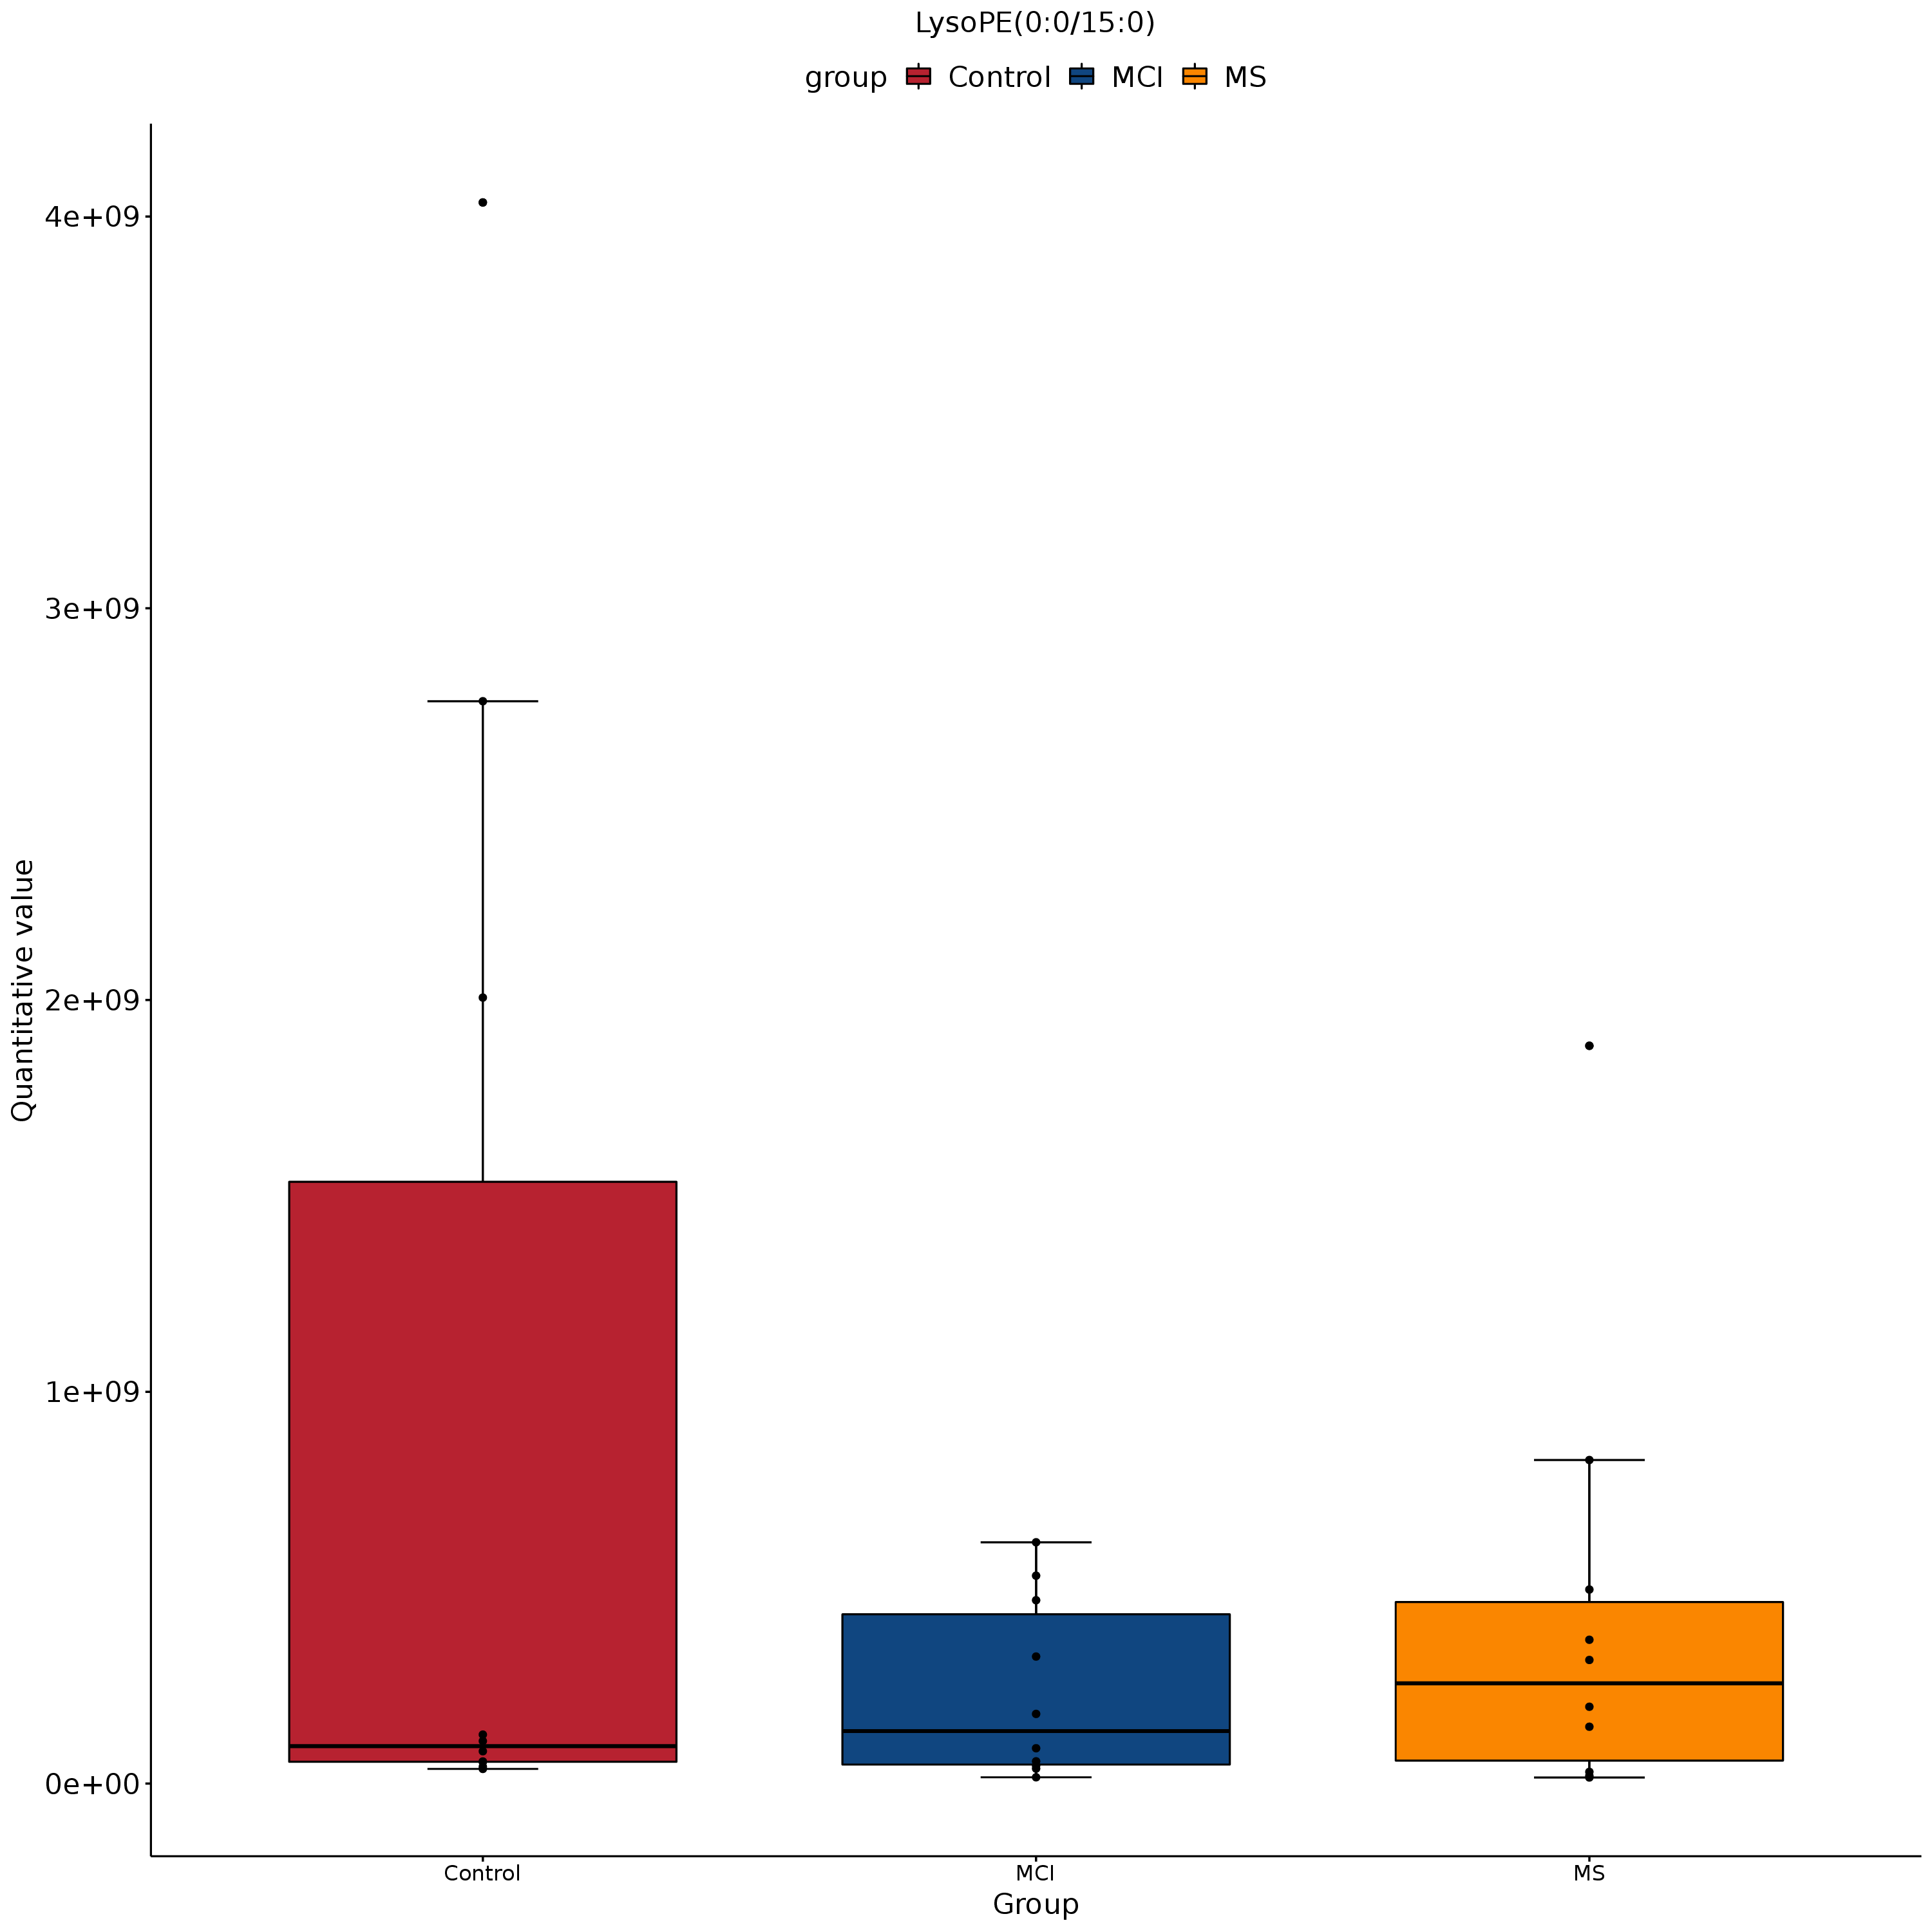 LysoPE(0:0/15:0)
group Control MCI MS
4e+09
3e+09
2e+09
1e+09
0e+00
Quantitative value
Control MCI MS
Group